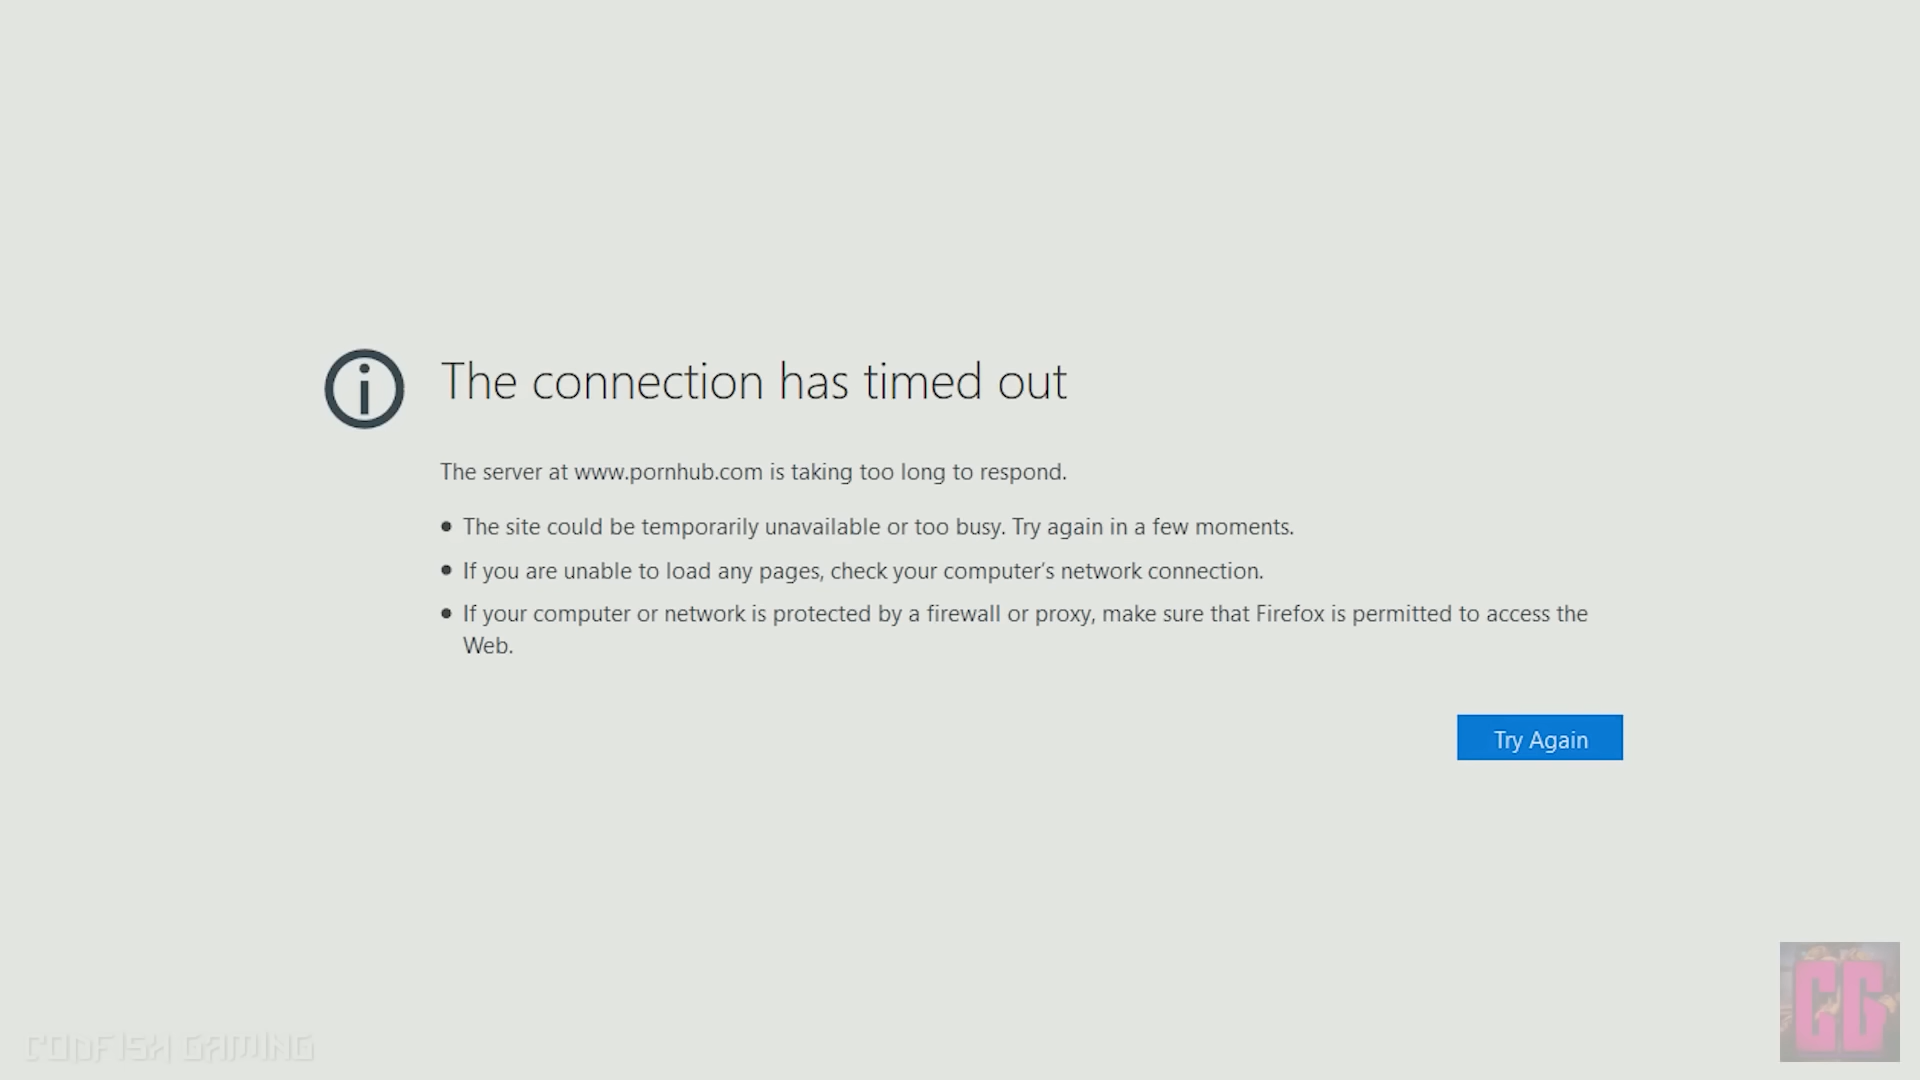 The connection has timed out
The server at www.pornhub.com is taking too long to respond.
The site could be temporarily unavailable or too busy. Try again in a few moments.
If you are unable to load any pages, check your computer's network connection.
If your computer or network is protected by a firewall or proxy, make sure that Firefox is permitted to access the
Web.
Try Again
CODFISH GAMING
CG